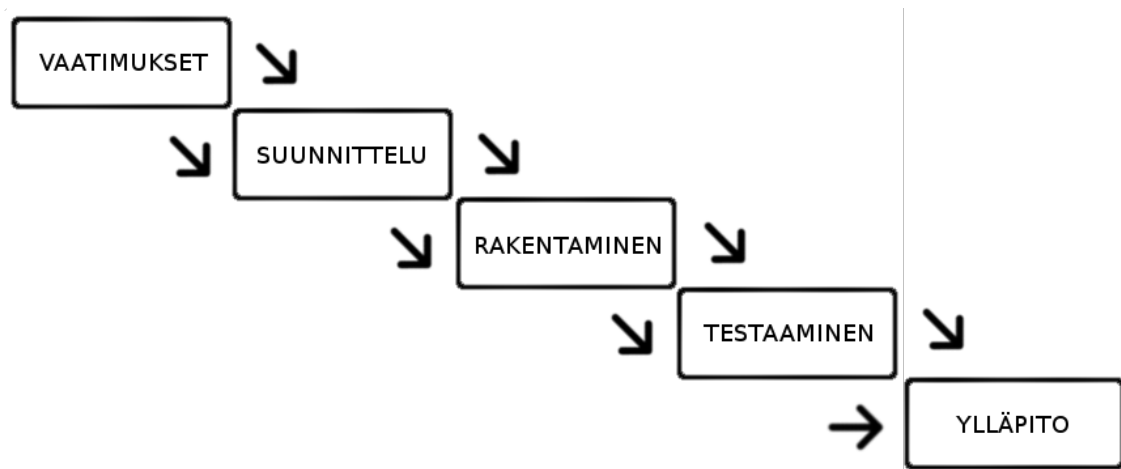 VAATIMUKSET
SUUNNITTELU
RAKENTAMINEN
TESTAAMINEN
YLLÄPITO